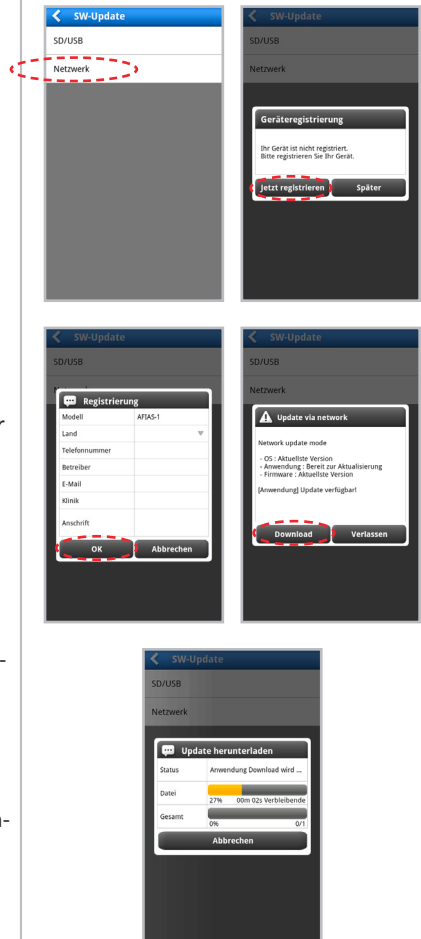 SW-Update
SD/USB
Netzwerk
SW-Update
SD/USB
Netzwerk
Geräteregistrierung
Ihr Gerät ist nicht registriert.
Bitte registrieren Sie Ihr Gerät.
Jetzt registrieren Später
SW-Update
SD/USB
Registrierung
Modell AFIAS-1
Land
Telefonnummer
Betreiber
E-Mail
Klinik
Anschrift
OK Abbrechen
SW-Update
SD/USB
Netzwerk
Update via network
Network update mode
- OS : Aktuellste Version
- Anwendung : Bereit zur Aktualisierung
- Firmware : Aktuellste Version
[Anwendung] Update verfügbar!
Download Verlassen
r
-
SW-Update
SD/USB
Netzwerk
Update herunterladen
Status Anwendung Download wird ...
Datei
27% 00m 02s Verbleibende
Gesamt
0% 0/1
Abbrechen
-